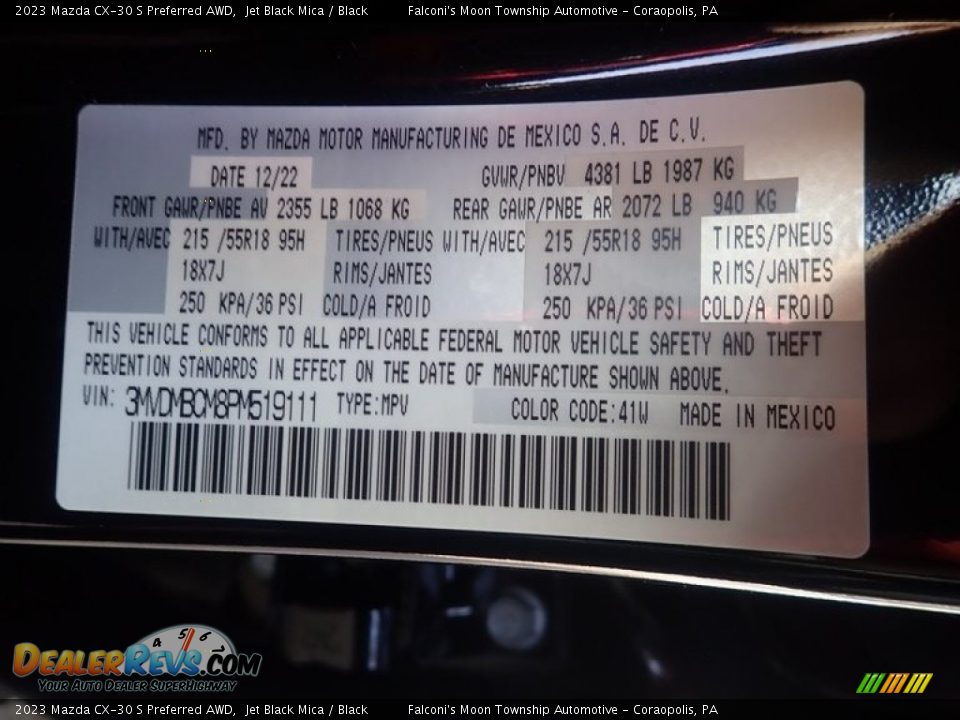 2023 Mazda CX-30 S Preferred AWD, Jet Black Mica / Black Falconi's Moon Township Automotive - Coraopolis, PA
MFD. BY MAZDA MOTOR MANUFACTURING DE MEXICO S.A. DE C.V.
DATE 12/22 GVWR/PNBV 4381 LB 1987 KG
FRONT GAWR/PNBE AV 2355 LB 1068 KG REAR GAWR/PNBE AR 2072 LB 940 KG
WITH/AVEC 215 /55R18 95H TIRES/PNEUS WITH/AVEC 215 /55R18 95H TIRES/PNEUS
18X7J RIMS/JANTES 18X7J RIMS/JANTES
250 KPA/36 PSI COLD/A FROID 250 KPA/36 PSI COLD/A FROID
THIS VEHICLE CONFORMS TO ALL APPLICABLE FEDERAL MOTOR VEHICLE SAFETY AND THEFT
PREVENTION STANDARDS IN EFFECT ON THE DATE OF MANUFACTURE SHOWN ABOVE.
VIN: 3MVDMBCM8PM519111 TYPE:MPV COLOR CODE:41W MADE IN MEXICO
4 5 6
DEALERREVS.COM
YOUR AUTO DEALER SUPERHIGHWAY
2023 Mazda CX-30 S Preferred AWD, Jet Black Mica / Black Falconi's Moon Township Automotive - Coraopolis, PA